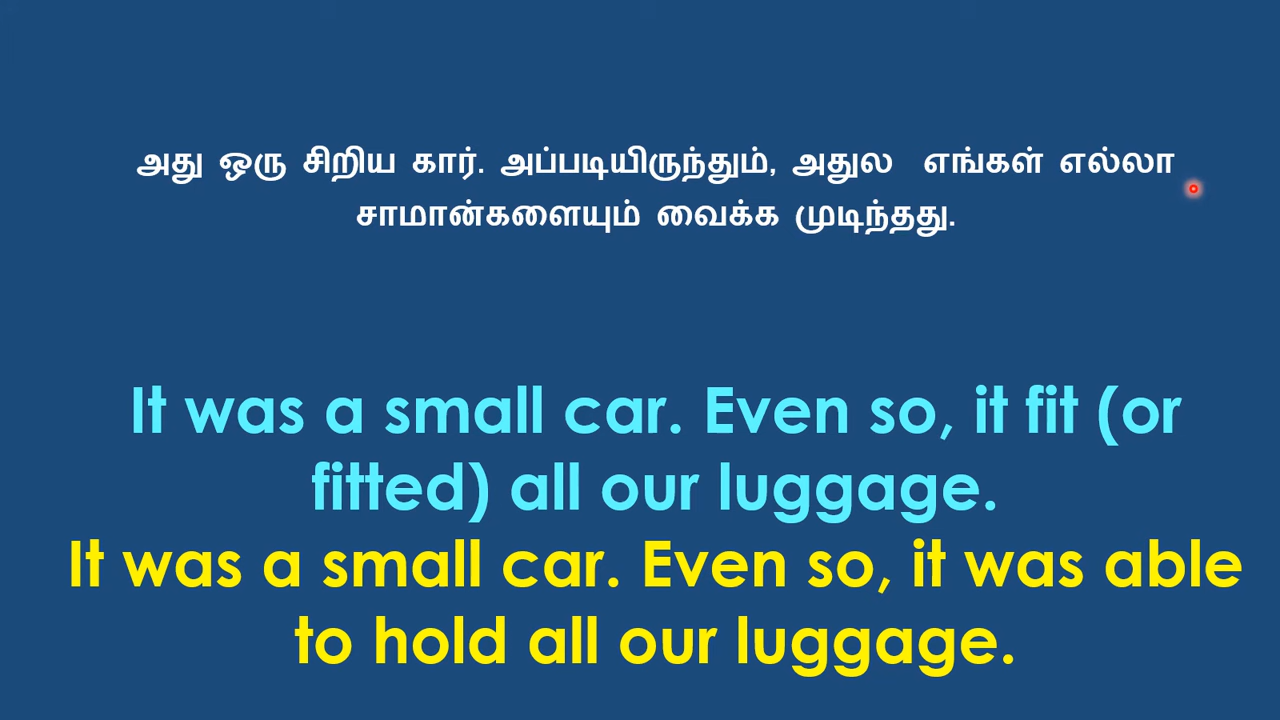 அது ஒரு சிறிய கார். அப்படியிருந்தும், அதுல எங்கள் எல்லா
சாமான்களையும் வைக்க முடிந்தது.
It was a small car. Even so, it fit (or
fitted) all our luggage.
It was a small car. Even so, it was able
to hold all our luggage.